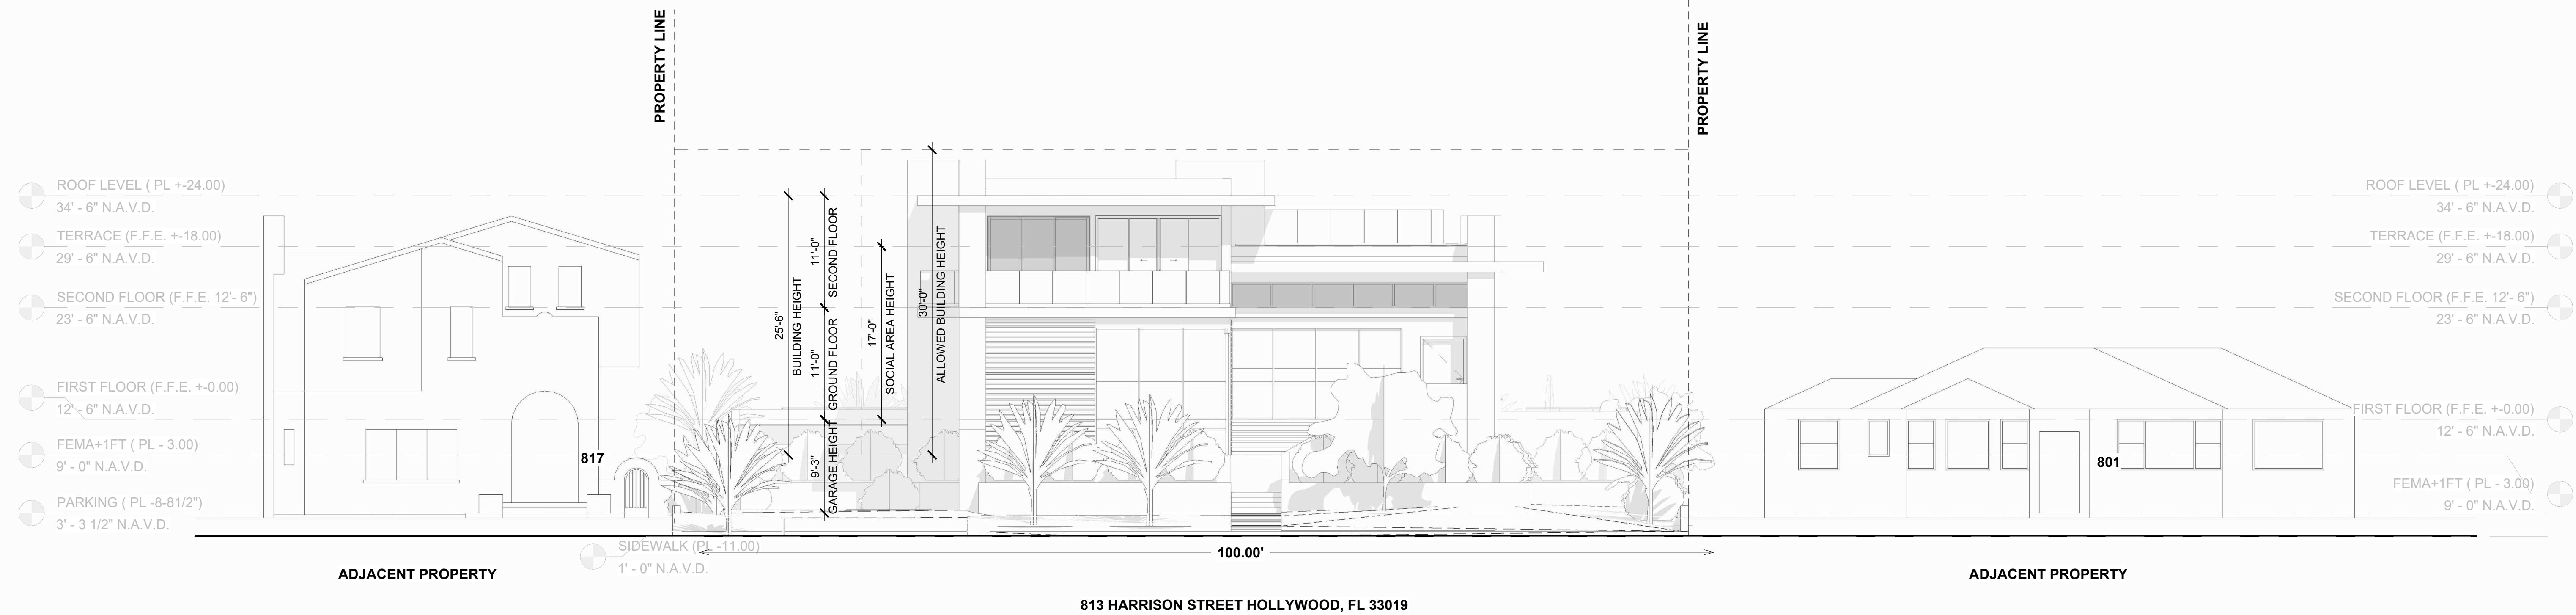 PROPERTY LINE
PROPERTY LINE
ROOF LEVEL ( PL +-24.00)
34' - 6" N.A.V.D.
TERRACE (F.F.E. +-18.00)
29' - 6" N.A.V.D.
SECOND FLOOR (F.F.E. 12'- 6")
23' - 6" N.A.V.D.
FIRST FLOOR (F.F.E. +-0.00)
12' - 6" N.A.V.D.
FEMA+1FT ( PL - 3.00)
9' - 0" N.A.V.D.
PARKING ( PL -8-81/2")
3' - 3 1/2" N.A.V.D.
SIDEWALK (PL -11.00)
1' - 0" N.A.V.D.
817
25'-6"
BUILDING HEIGHT
11'-0"
SECOND FLOOR
11'-0"
GROUND FLOOR
9'-3"
GARAGE HEIGHT
17'-0"
SOCIAL AREA HEIGHT
30'-0"
ALLOWED BUILDING HEIGHT
801
ROOF LEVEL ( PL +-24.00)
34' - 6" N.A.V.D.
TERRACE (F.F.E. +-18.00)
29' - 6" N.A.V.D.
SECOND FLOOR (F.F.E. 12'- 6")
23' - 6" N.A.V.D.
FIRST FLOOR (F.F.E. +-0.00)
12' - 6" N.A.V.D.
FEMA+1FT ( PL - 3.00)
9' - 0" N.A.V.D.
100.00'
ADJACENT PROPERTY
ADJACENT PROPERTY
813 HARRISON STREET HOLLYWOOD, FL 33019